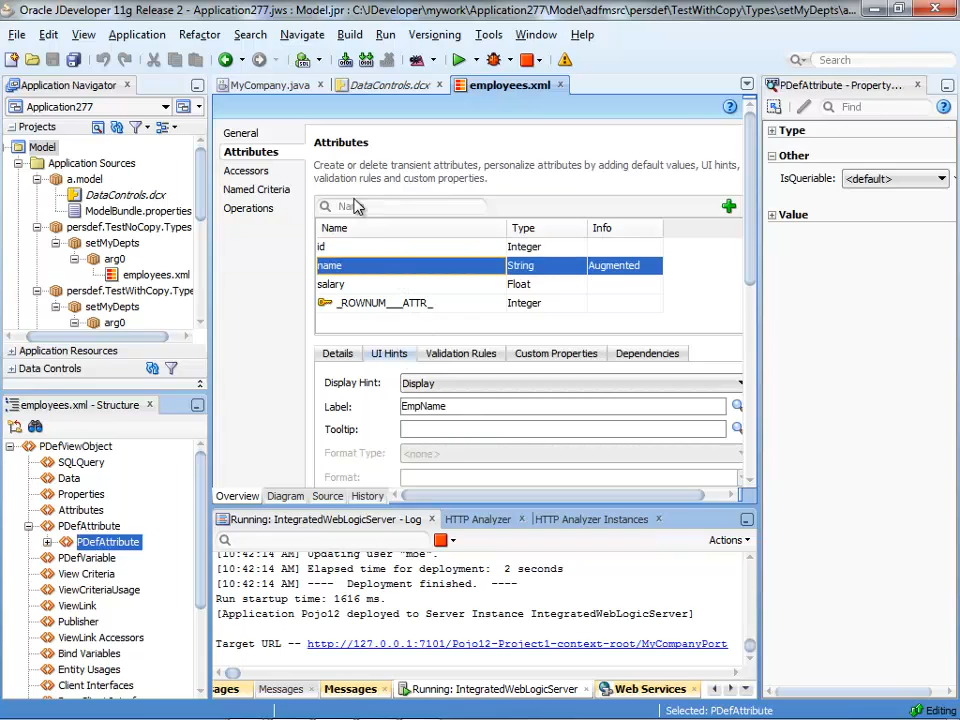 Oracle JDeveloper 11g Release 2 - Application277.jws : Model.jpr : C:\JDeveloper\mywork\Application277\Model\adfmsrc\persdef\TestWithCopy\Types\setMyDepts\a...
File Edit View Application Refactor Search Navigate Build Run Versioning Tools Window Help
Search
Application Navigator
MyCompany.java
DataControls.dcx
employees.xml
PDefAttribute - Property...
Application277
Find
Projects
Model
Application Sources
a.model
DataControls.dcx
ModelBundle.properties
persdef.TestNoCopy.Types
setMyDepts
arg0
employees.xml
persdef.TestWithCopy.Type
setMyDepts
arg0
Application Resources
Data Controls
General
Attributes
Accessors
Named Criteria
Operations
Attributes
Create or delete transient attributes, personalize attributes by adding default values, UI hints,
validation rules and custom properties.
Name Type Info
id Integer
name String Augmented
salary Float
_ROWNUM___ATTR_ Integer
Details UI Hints Validation Rules Custom Properties Dependencies
Display Hint: Display
Label: EmpName
Tooltip:
Format Type: <none>
Format:
Overview Diagram Source History
Type
Other
IsQueriable: <default>
Value
employees.xml - Structure
PDefViewObject
SQLQuery
Data
Properties
Attributes
PDefAttribute
PDefAttribute
PDefVariable
View Criteria
ViewCriteriaUsage
ViewLink
Publisher
ViewLink Accessors
Bind Variables
Entity Usages
Client Interfaces
Running: IntegratedWebLogicServer - Log
HTTP Analyzer
HTTP Analyzer Instances
Actions
[10:42:14 AM] Updating user "moe".
[10:42:14 AM] Elapsed time for deployment: 2 seconds
[10:42:14 AM] ---- Deployment finished. ----
Run startup time: 1616 ms.
[Application Pojo12 deployed to Server Instance IntegratedWebLogicServer]
Target URL -- http://127.0.0.1:7101/Pojo12-Project1-context-root/MyCompanyPort
sages Messages Messages Running: IntegratedWebLogicServer Web Services
Selected: PDefAttribute
Editing